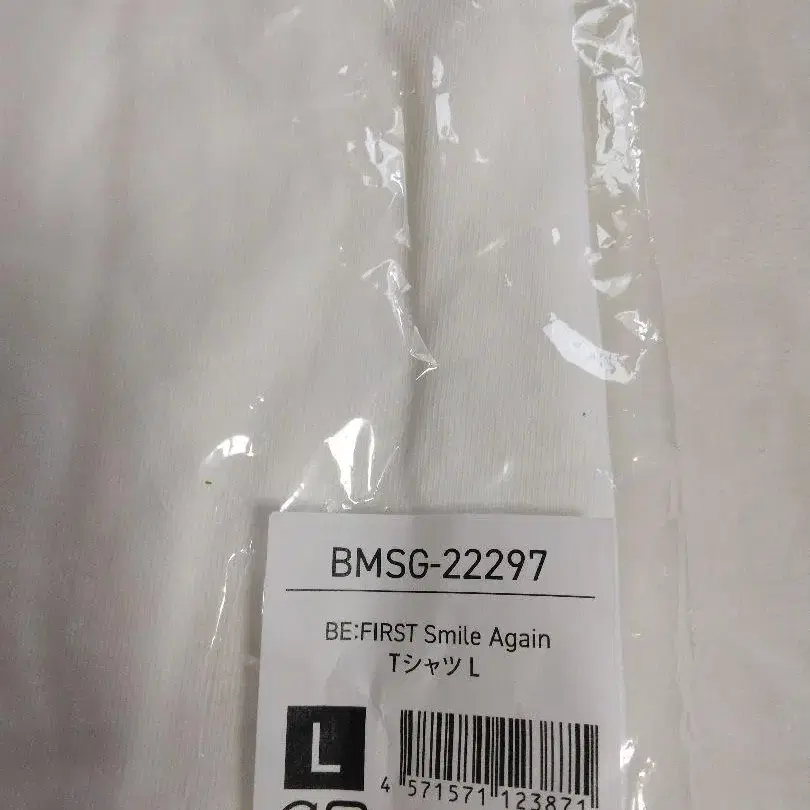 BMSG-22297
BE:FIRST Smile Again
Tシャツ L
L
4 571571 123871